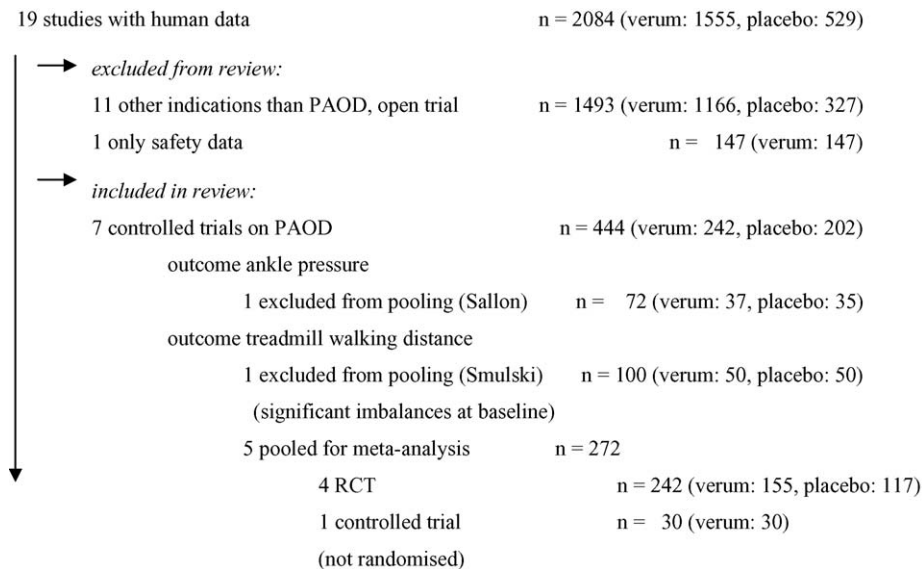 19 studies with human data n = 2084 (verum: 1555, placebo: 529)
excluded from review:
11 other indications than PAOD, open trial n = 1493 (verum: 1166, placebo: 327)
1 only safety data n = 147 (verum: 147)
included in review:
7 controlled trials on PAOD n = 444 (verum: 242, placebo: 202)
outcome ankle pressure
1 excluded from pooling (Sallon) n = 72 (verum: 37, placebo: 35)
outcome treadmill walking distance
1 excluded from pooling (Smulski) n = 100 (verum: 50, placebo: 50)
(significant imbalances at baseline)
5 pooled for meta-analysis n = 272
4 RCT n = 242 (verum: 155, placebo: 117)
1 controlled trial n = 30 (verum: 30)
(not randomised)